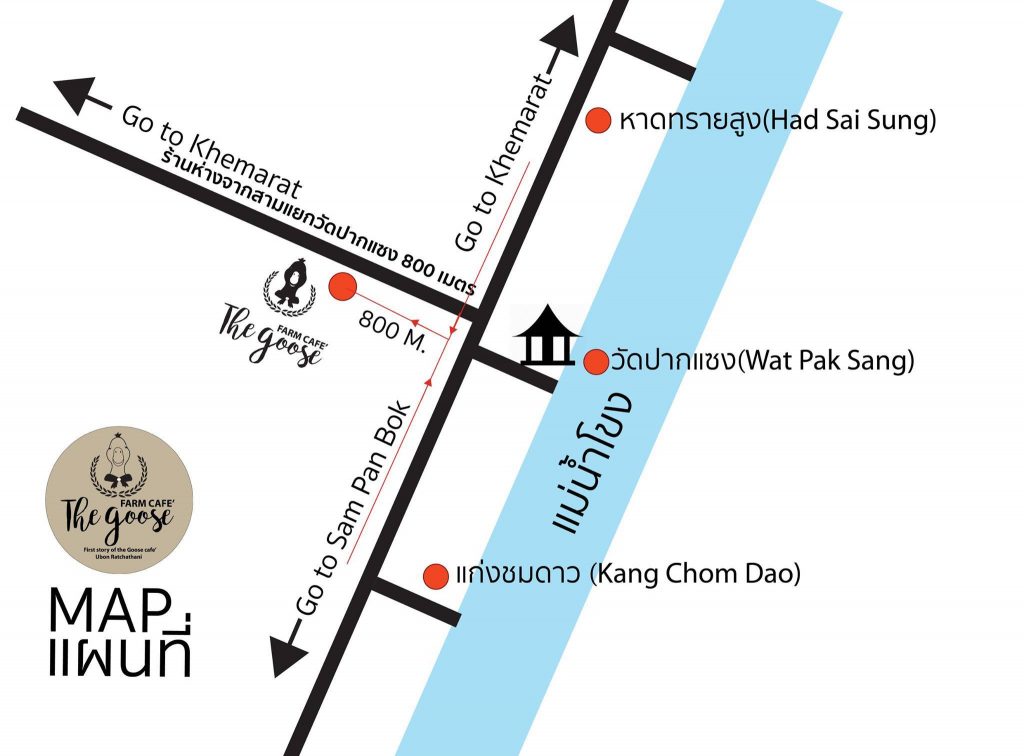 Go to Khemarat
ร้านห่างจากสามแยกวัดปากแซง 800 เมตร
Go to Khemarat
หาดทรายสูง(Had Sai Sung)
The goose
FARM CAFE'
800 M.
วัดปากแซง(Wat Pak Sang)
แม่น้ำโขง
Go to Sam Pan Bok
แก่งชมดาว (Kang Chom Dao)
FARM CAFE'
The goose
First story of the Goose cafe'
Ubon Ratchathani
MAP
แผนที่